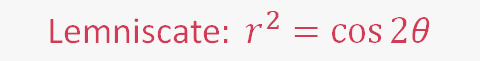 Lemniscate: r² = cos 2θ